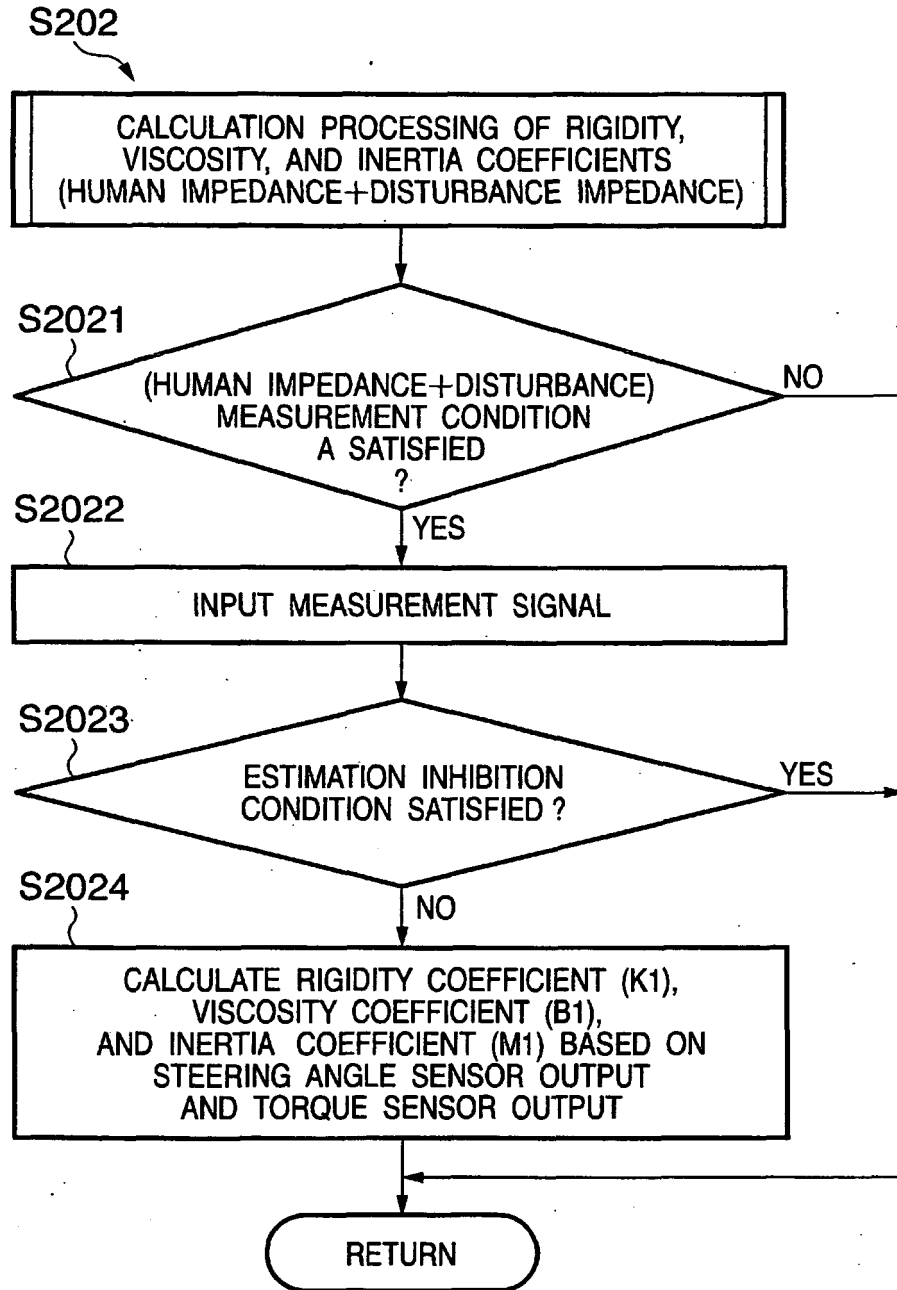 S202
CALCULATION PROCESSING OF RIGIDITY,
VISCOSITY, AND INERTIA COEFFICIENTS
(HUMAN IMPEDANCE+DISTURBANCE IMPEDANCE)
S2021
(HUMAN IMPEDANCE+DISTURBANCE)
MEASUREMENT CONDITION
A SATISFIED
?
NO
YES
S2022
INPUT MEASUREMENT SIGNAL
S2023
ESTIMATION INHIBITION
CONDITION SATISFIED ?
YES
NO
S2024
CALCULATE RIGIDITY COEFFICIENT (K1),
VISCOSITY COEFFICIENT (B1),
AND INERTIA COEFFICIENT (M1) BASED ON
STEERING ANGLE SENSOR OUTPUT
AND TORQUE SENSOR OUTPUT
RETURN